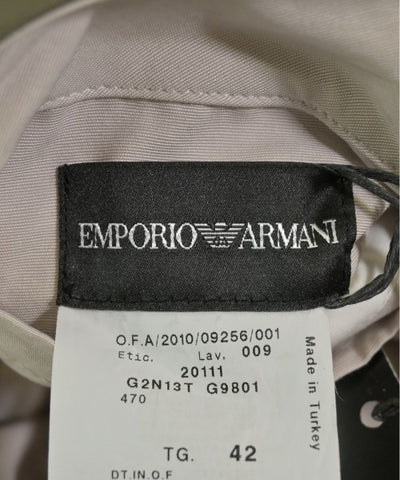 EMPORIO ARMANI
O.F.A/2010/09256/001
Etic. Lav. 009
20111
G2N13T G9801
470
TG. 42
DT.IN.O.F
Made in Turkey